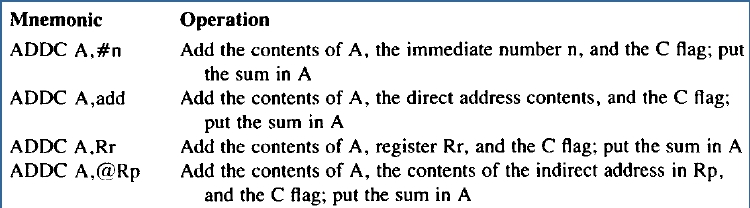 Mnemonic Operation
ADDC A,#n Add the contents of A, the immediate number n, and the C flag; put
the sum in A
ADDC A,add Add the contents of A, the direct address contents, and the C flag;
put the sum in A
ADDC A,Rr Add the contents of A, register Rr, and the C flag; put the sum in A
ADDC A,@Rp Add the contents of A, the contents of the indirect address in Rp,
and the C flag; put the sum in A